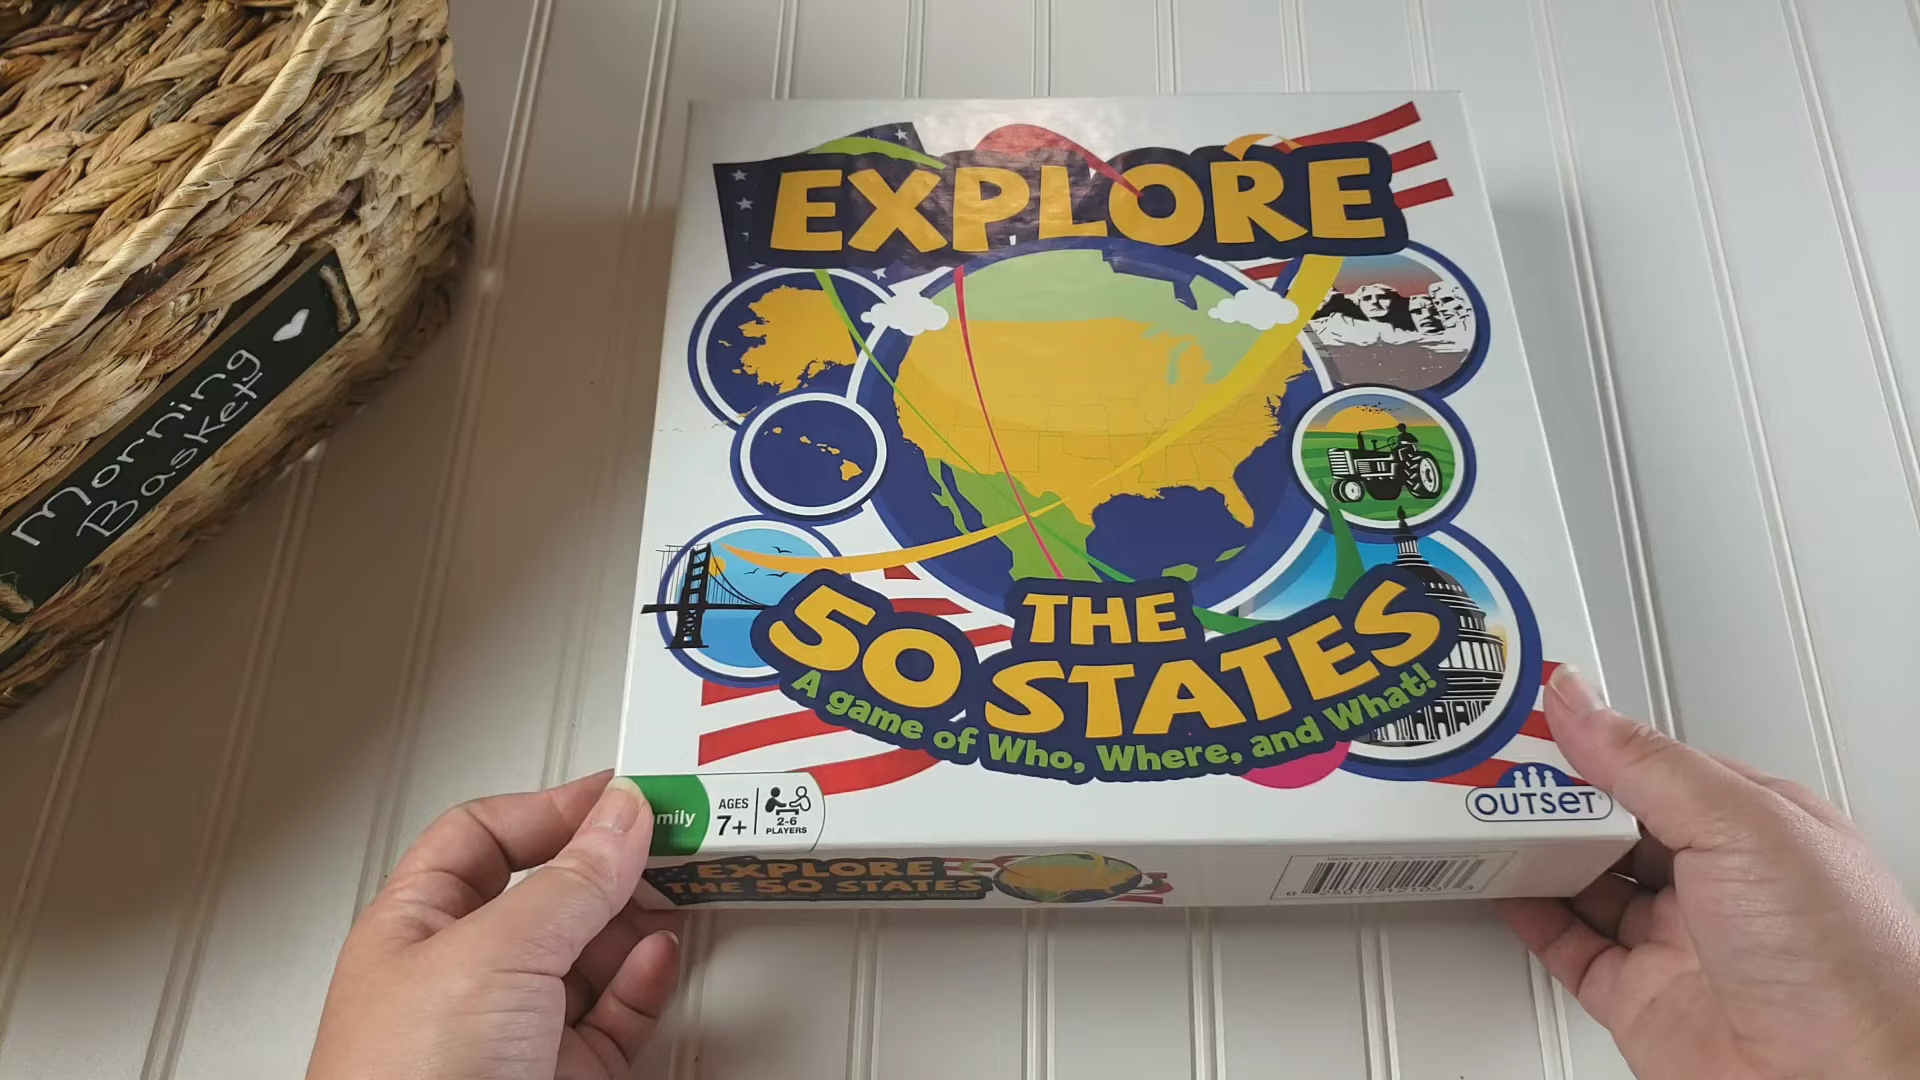 Morning
Basket
EXPLORE
THE
50 STATES
A game of Who, Where, and What!
mily
AGES
7+
2-6
PLAYERS
OUTSET
EXPLORE
THE 50 STATES